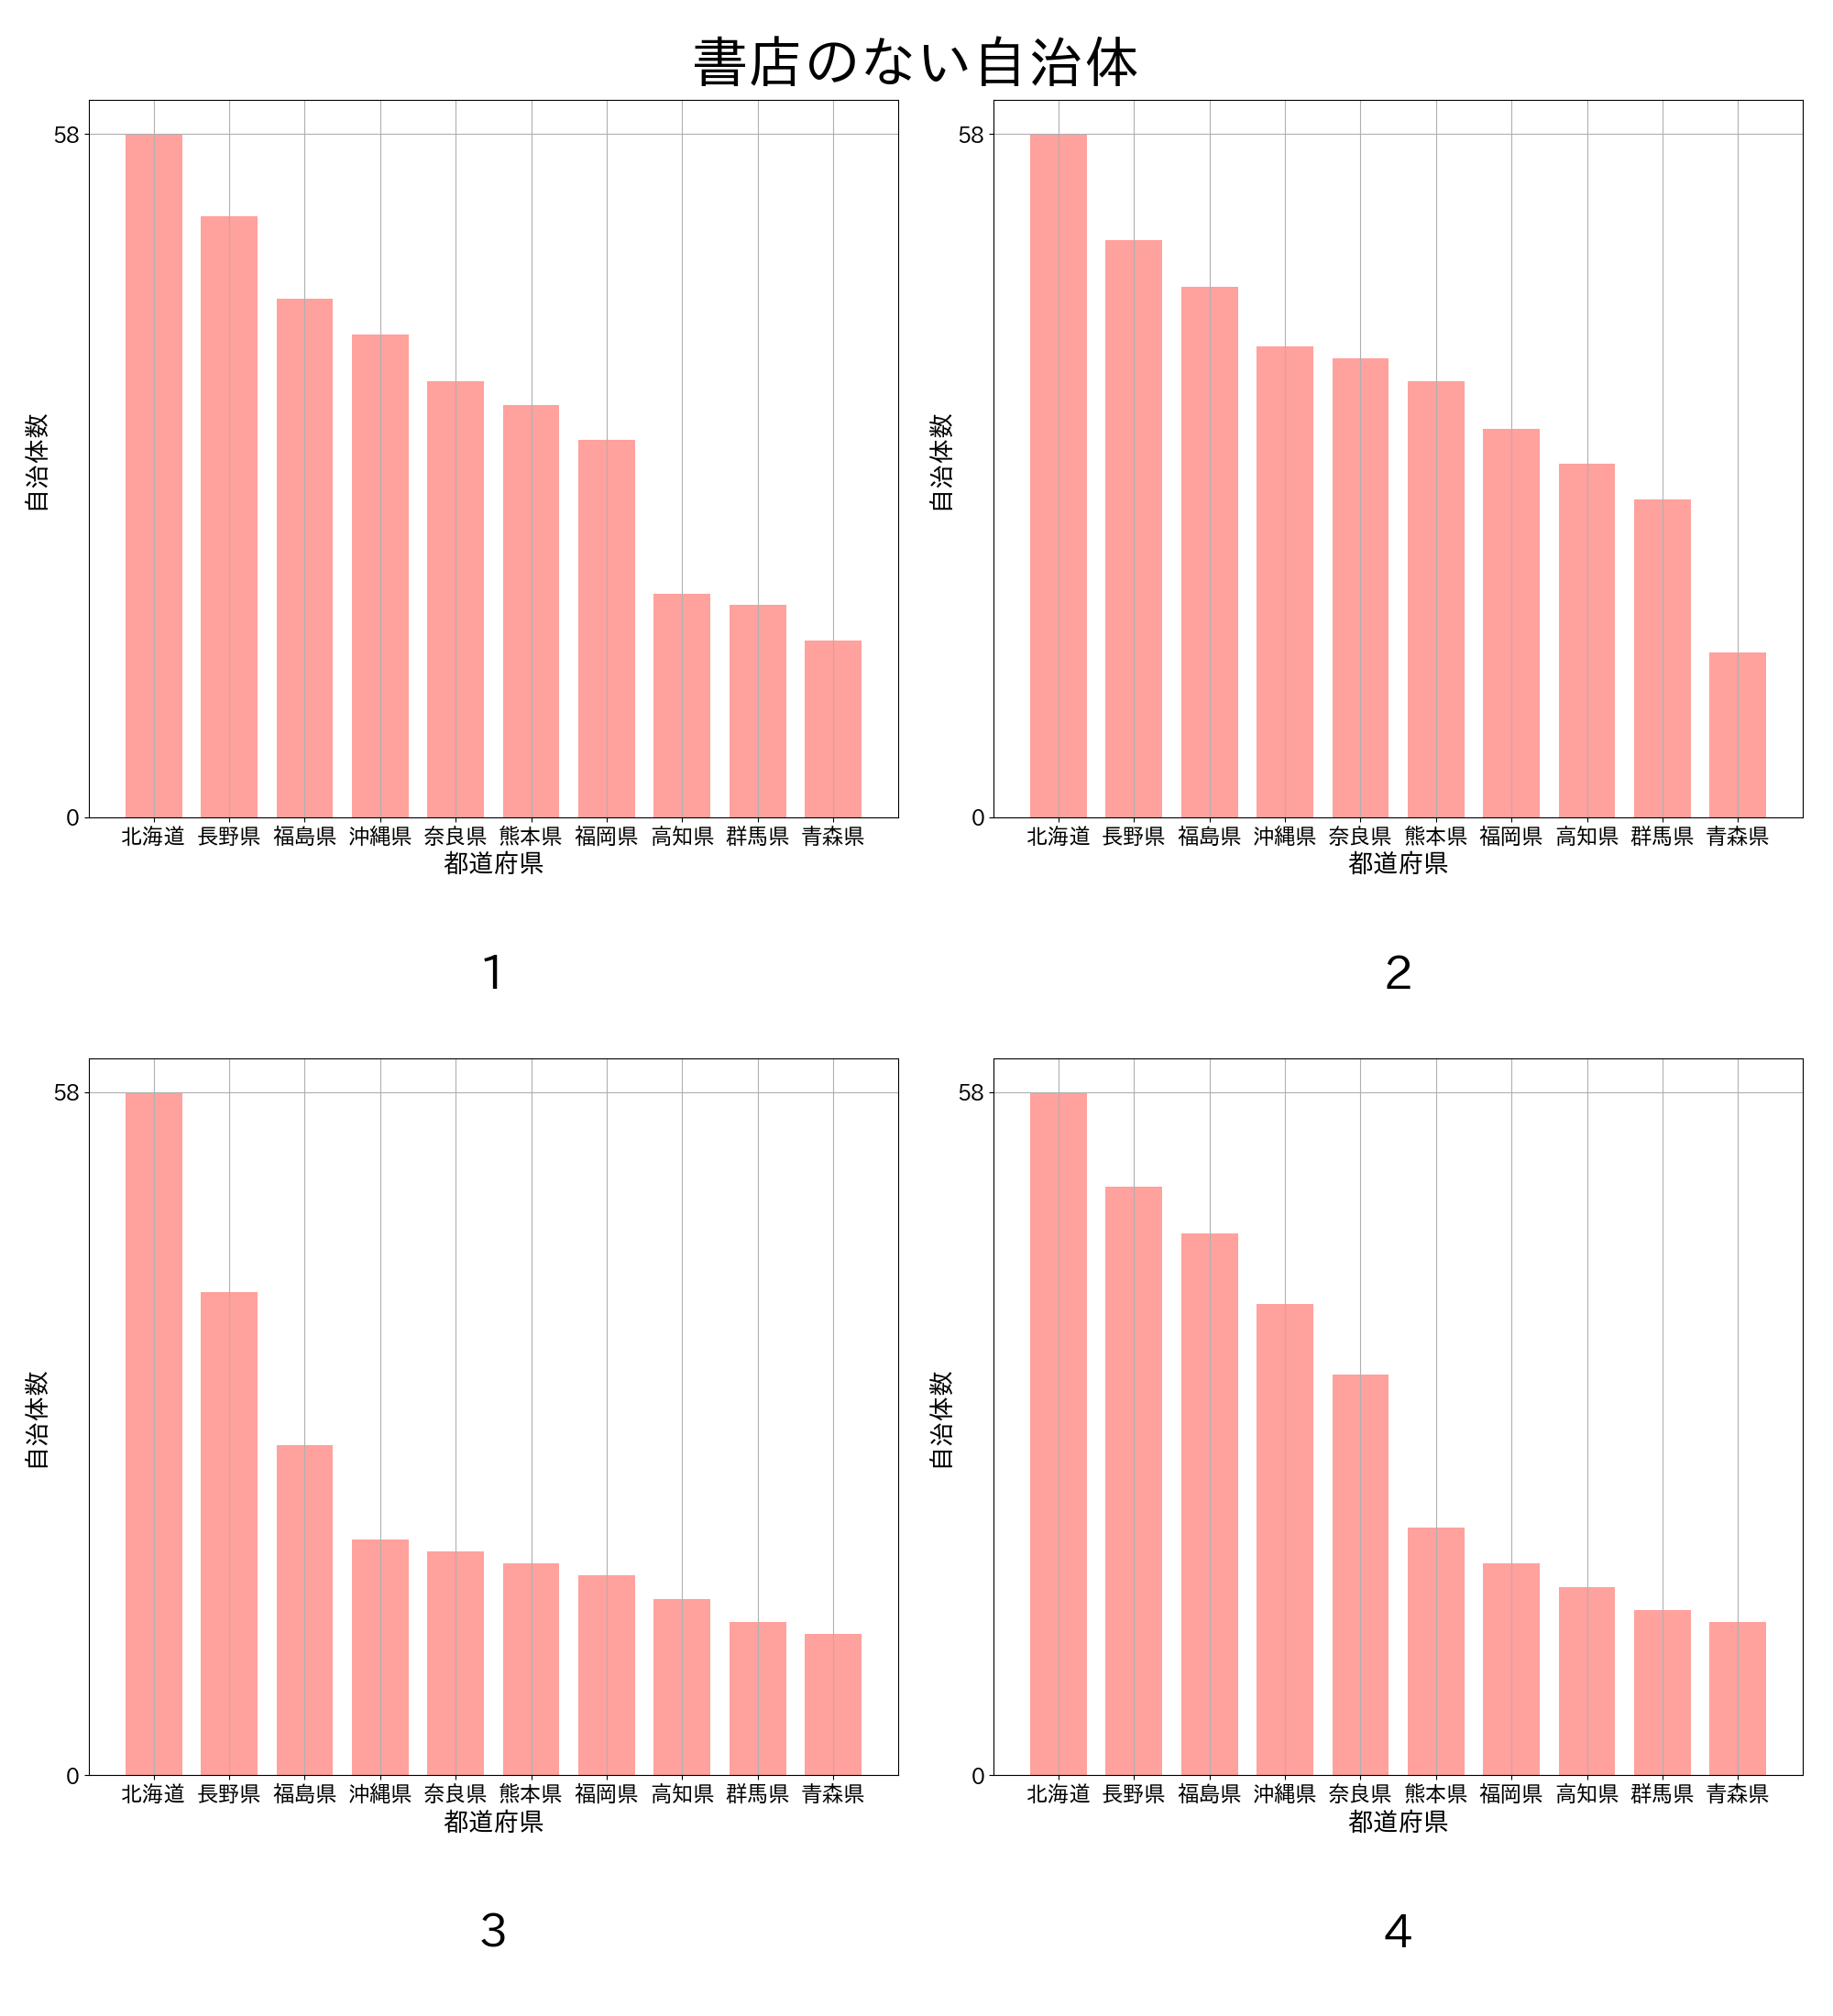 書店のない自治体
58
0
自治体数
北海道 長野県 福島県 沖縄県 奈良県 熊本県 福岡県 高知県 群馬県 青森県
都道府県
1
58
0
自治体数
北海道 長野県 福島県 沖縄県 奈良県 熊本県 福岡県 高知県 群馬県 青森県
都道府県
2
58
0
自治体数
北海道 長野県 福島県 沖縄県 奈良県 熊本県 福岡県 高知県 群馬県 青森県
都道府県
3
58
0
自治体数
北海道 長野県 福島県 沖縄県 奈良県 熊本県 福岡県 高知県 群馬県 青森県
都道府県
4